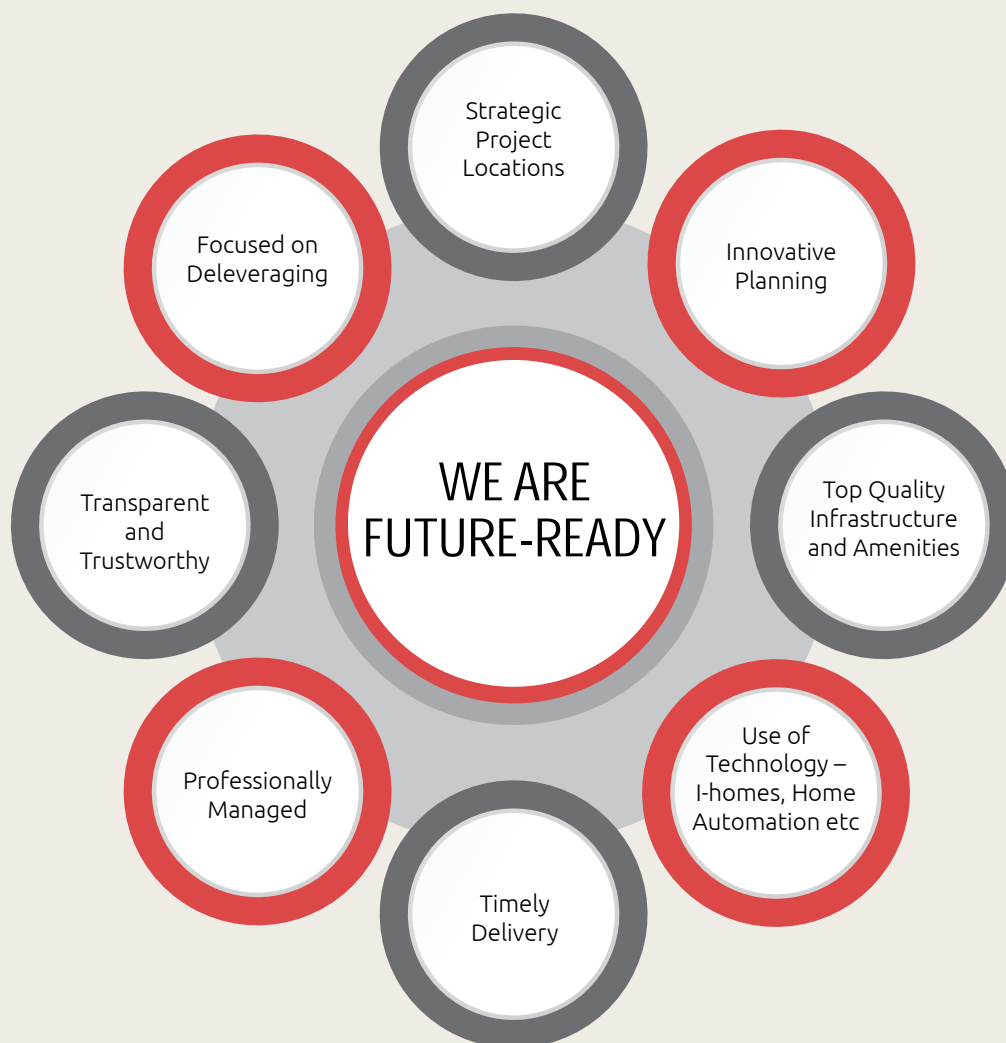 Strategic
Project
Locations
Innovative
Planning
Top Quality
Infrastructure
and Amenities
Use of
Technology –
I-homes, Home
Automation etc
Timely
Delivery
Professionally
Managed
Transparent
and
Trustworthy
Focused on
Deleveraging
WE ARE
FUTURE-READY